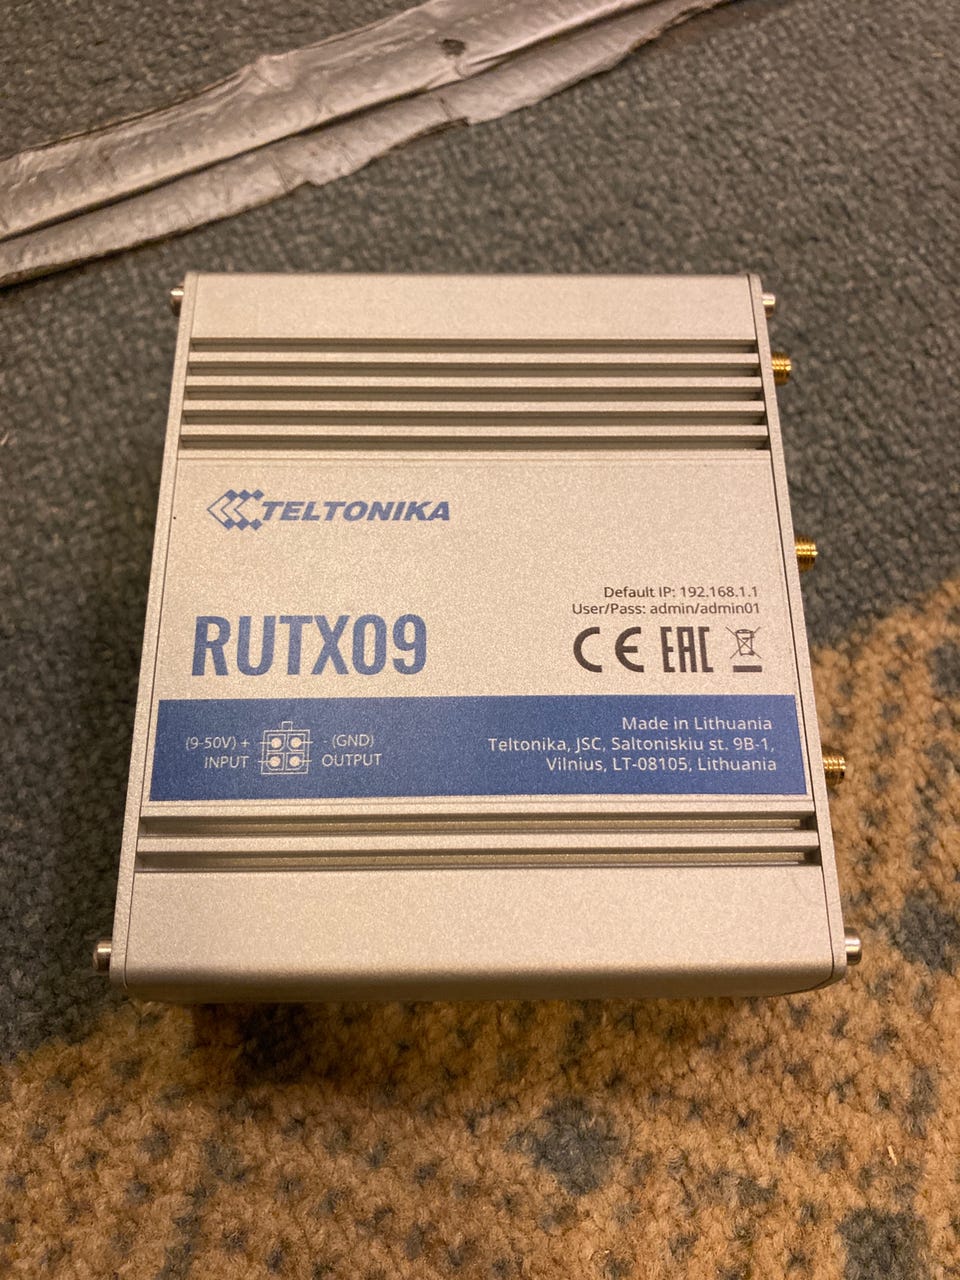 TELTONIKA
Default IP: 192.168.1.1
User/Pass: admin/admin01
RUTX09
CE EAC
(9-50V) + - (GND)
INPUT OUTPUT
Made in Lithuania
Teltonika, JSC, Saltoniskiu st. 9B-1,
Vilnius, LT-08105, Lithuania